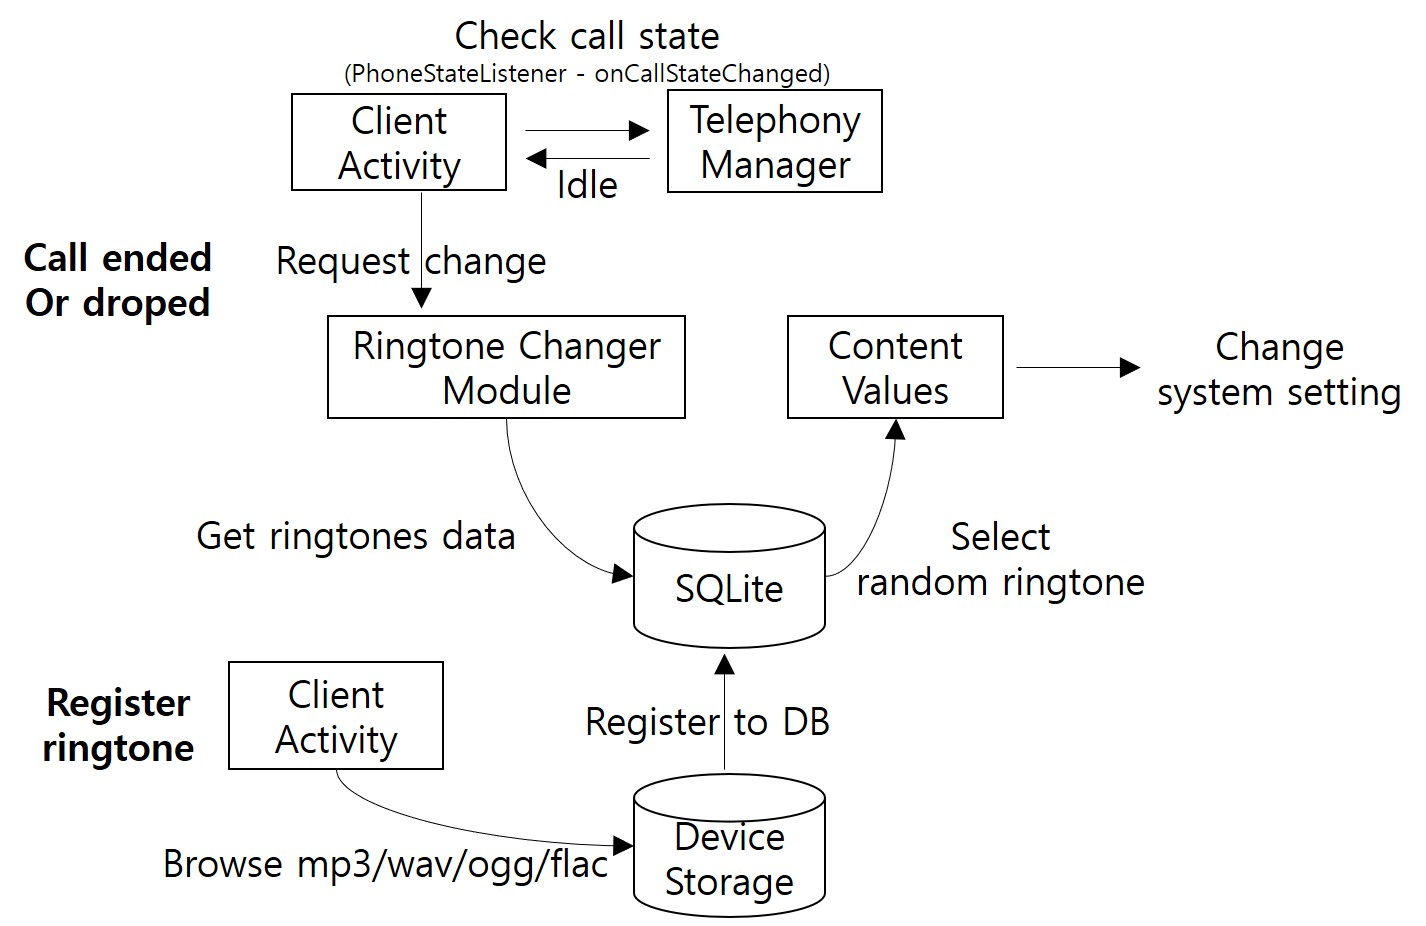 Check call state
(PhoneStateListener - onCallStateChanged)
Client
Activity
Telephony
Manager
Idle
Call ended
Or droped
Request change
Ringtone Changer
Module
Content
Values
Change
system setting
Get ringtones data
SQLite
Select
random ringtone
Register
ringtone
Client
Activity
Register to DB
Browse mp3/wav/ogg/flac
Device
Storage